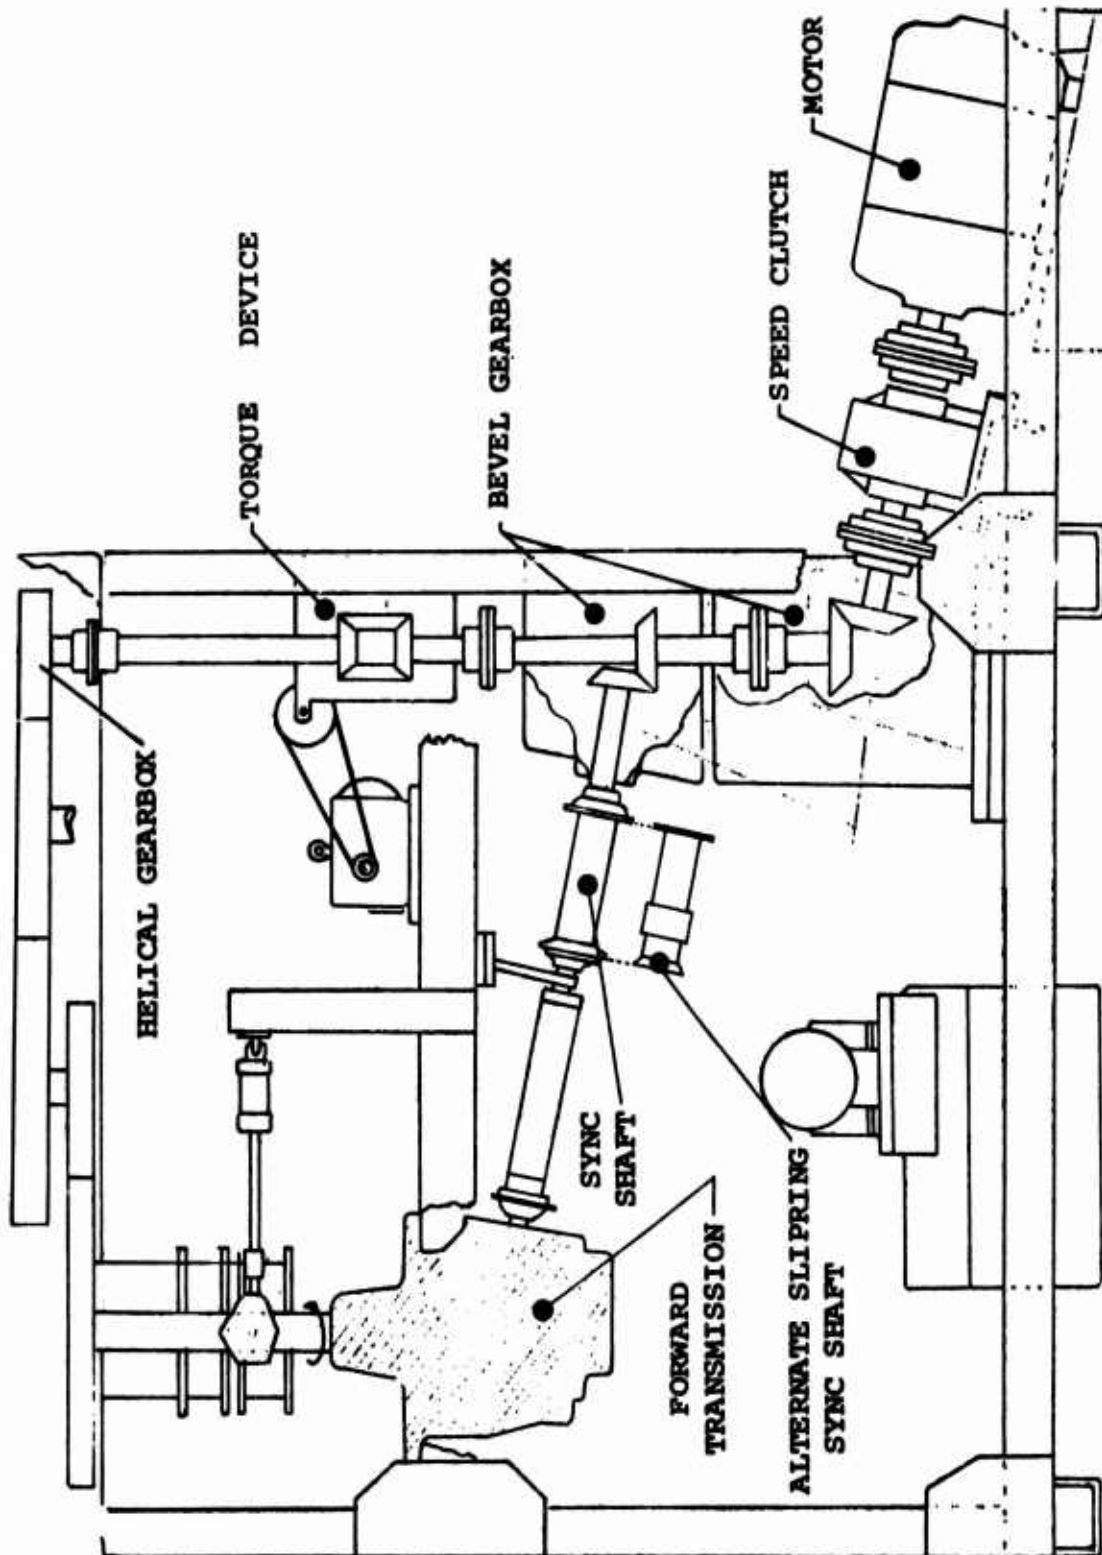 HELICAL GEARBOX
TORQUE DEVICE
BEVEL GEARBOX
SPEED CLUTCH
MOTOR
SYNC
SHAFT
FORWARD
TRANSMISSION
ALTERNATE SLIPRING
SYNC SHAFT